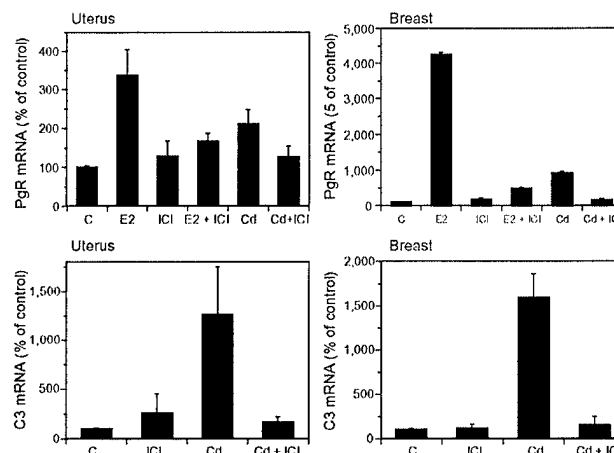 Uterus
PgR mRNA (% of control)
400
300
200
100
0
C E2 ICI E2 + ICI Cd Cd+ICI
Breast
PgR mRNA (5 of control)
5,000
4,000
3,000
2,000
1,000
0
C E2 ICI E2 + ICI Cd Cd + IC
Uterus
C3 mRNA (% of control)
1,500
1,000
500
0
C ICI Cd Cd + ICI
Breast
C3 mRNA (% of control)
2,000
1,500
1,000
500
0
C ICI Cd Cd + IC